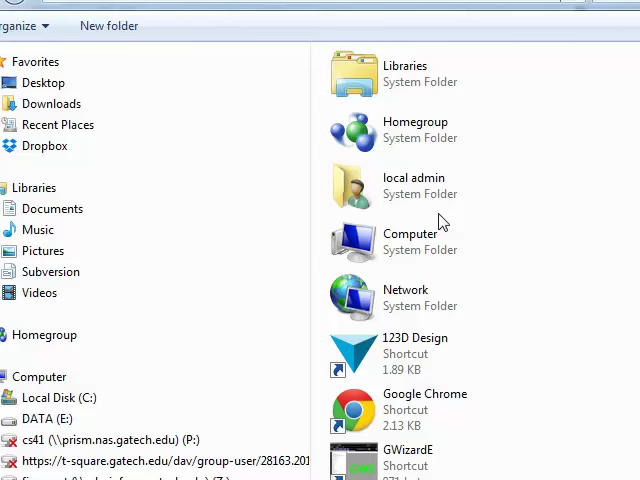 rganize
New folder
Favorites
Desktop
Downloads
Recent Places
Dropbox
Libraries
Documents
Music
Pictures
Subversion
Videos
Homegroup
Computer
Local Disk (C:)
DATA (E:)
cs41 (\\prism.nas.gatech.edu) (P:)
https://t-square.gatech.edu/dav/group-user/28163.201
Libraries
System Folder
Homegroup
System Folder
local admin
System Folder
Computer
System Folder
Network
System Folder
123D Design
Shortcut
1.89 KB
Google Chrome
Shortcut
2.13 KB
GWizardE
Shortcut